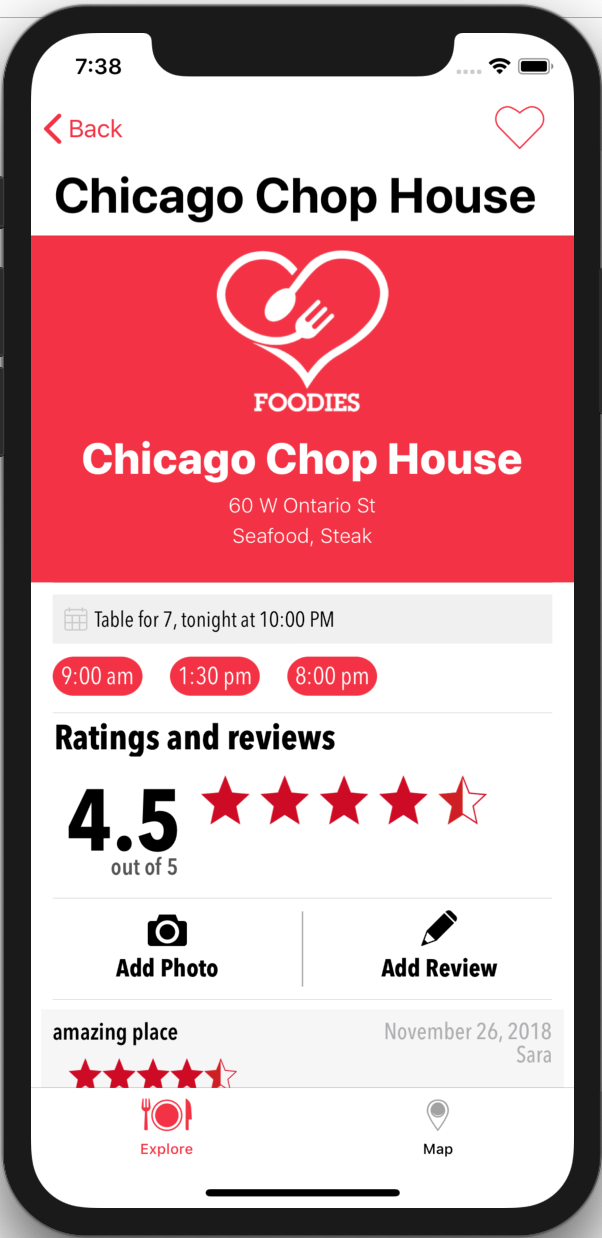 7:38
Back
Chicago Chop House
FOODIES
Chicago Chop House
60 W Ontario St
Seafood, Steak
Table for 7, tonight at 10:00 PM
9:00 am 1:30 pm 8:00 pm
Ratings and reviews
4.5
out of 5
Add Photo Add Review
amazing place November 26, 2018
Sara
Explore Map